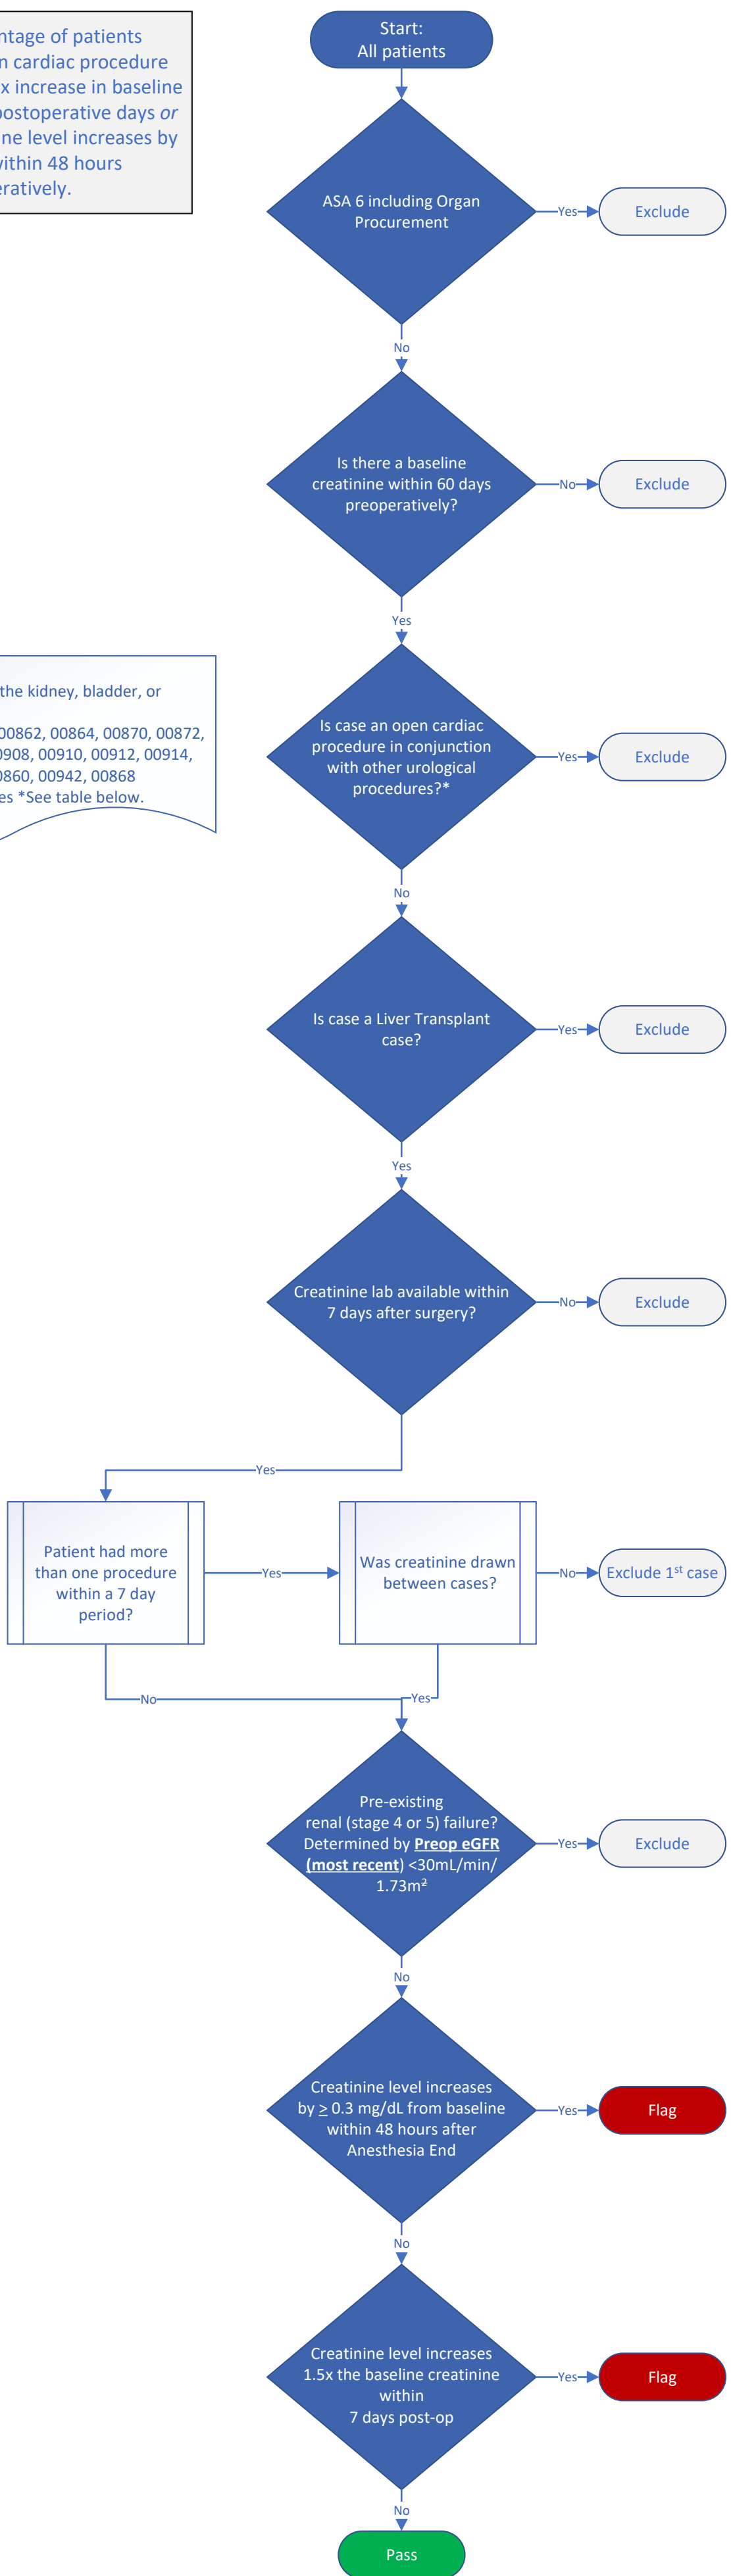 ntage of patients
n cardiac procedure
x increase in baseline
postoperative days or
ne level increases by
within 48 hours
eratively.
Start:
All patients
ASA 6 including Organ
Procurement
Yes
Exclude
No
Is there a baseline
creatinine within 60 days
preoperatively?
No
Exclude
Yes
the kidney, bladder, or
00862, 00864, 00870, 00872,
0908, 00910, 00912, 00914,
0860, 00942, 00868
es *See table below.
Is case an open cardiac
procedure in conjunction
with other urological
procedures?*
Yes
Exclude
No
Is case a Liver Transplant
case?
Yes
Exclude
Yes
Creatinine lab available within
7 days after surgery?
No
Exclude
Yes
Patient had more
than one procedure
within a 7 day
period?
Yes
Was creatinine drawn
between cases?
No
Exclude 1st case
No
Yes
Pre-existing
renal (stage 4 or 5) failure?
Determined by Preop eGFR
(most recent) <30mL/min/
1.73m²
Yes
Exclude
No
Creatinine level increases
by ≥ 0.3 mg/dL from baseline
within 48 hours after
Anesthesia End
Yes
Flag
No
Creatinine level increases
1.5x the baseline creatinine
within
7 days post-op
Yes
Flag
No
Pass